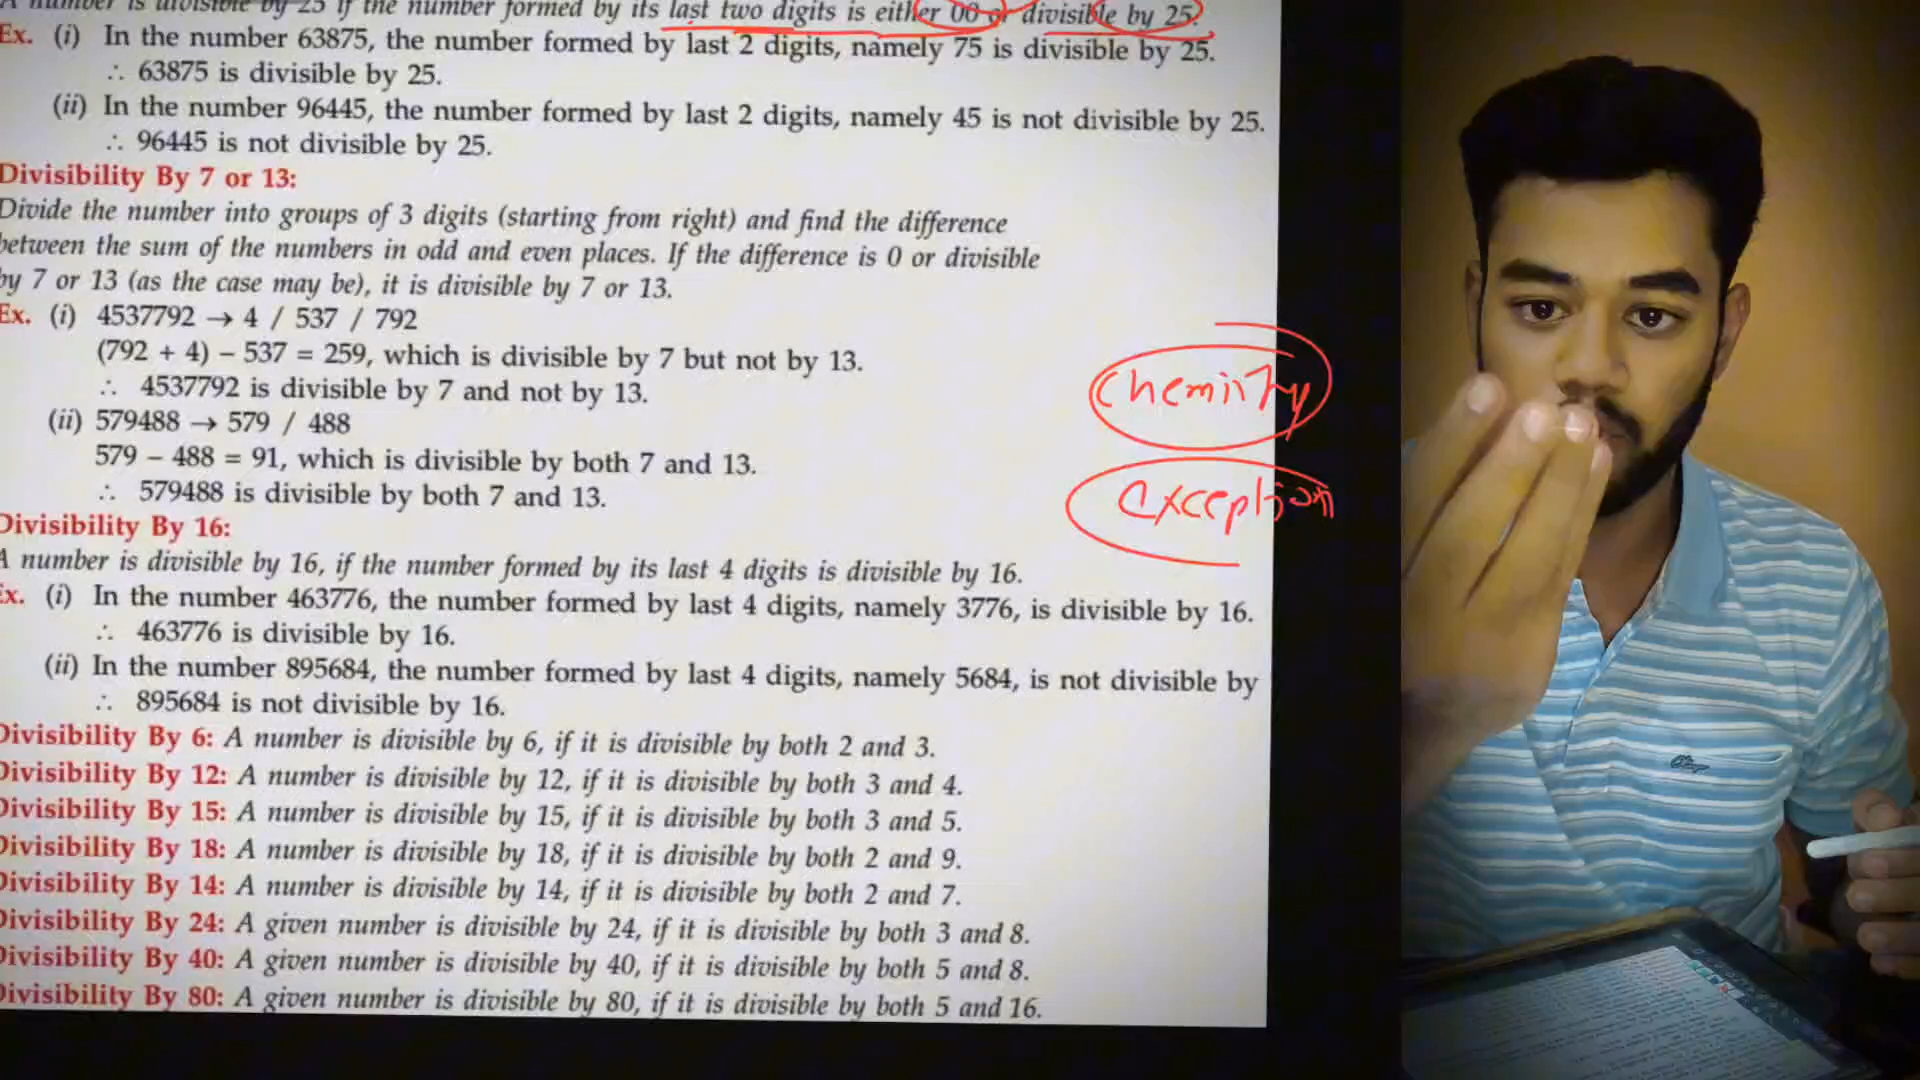 A number is divisible by 25 if the number formed by its last two digits is either 00 or divisible by 25.
Ex. (i) In the number 63875, the number formed by last 2 digits, namely 75 is divisible by 25.
∴ 63875 is divisible by 25.
(ii) In the number 96445, the number formed by last 2 digits, namely 45 is not divisible by 25.
∴ 96445 is not divisible by 25.
Divisibility By 7 or 13:
Divide the number into groups of 3 digits (starting from right) and find the difference
between the sum of the numbers in odd and even places. If the difference is 0 or divisible
by 7 or 13 (as the case may be), it is divisible by 7 or 13.
Ex. (i) 4537792 → 4 / 537 / 792
(792 + 4) – 537 = 259, which is divisible by 7 but not by 13.
∴ 4537792 is divisible by 7 and not by 13.
(ii) 579488 → 579 / 488
579 – 488 = 91, which is divisible by both 7 and 13.
∴ 579488 is divisible by both 7 and 13.
Chemistry
exception
Divisibility By 16:
A number is divisible by 16, if the number formed by its last 4 digits is divisible by 16.
Ex. (i) In the number 463776, the number formed by last 4 digits, namely 3776, is divisible by 16.
∴ 463776 is divisible by 16.
(ii) In the number 895684, the number formed by last 4 digits, namely 5684, is not divisible by
∴ 895684 is not divisible by 16.
Divisibility By 6: A number is divisible by 6, if it is divisible by both 2 and 3.
Divisibility By 12: A number is divisible by 12, if it is divisible by both 3 and 4.
Divisibility By 15: A number is divisible by 15, if it is divisible by both 3 and 5.
Divisibility By 18: A number is divisible by 18, if it is divisible by both 2 and 9.
Divisibility By 14: A number is divisible by 14, if it is divisible by both 2 and 7.
Divisibility By 24: A given number is divisible by 24, if it is divisible by both 3 and 8.
Divisibility By 40: A given number is divisible by 40, if it is divisible by both 5 and 8.
Divisibility By 80: A given number is divisible by 80, if it is divisible by both 5 and 16.